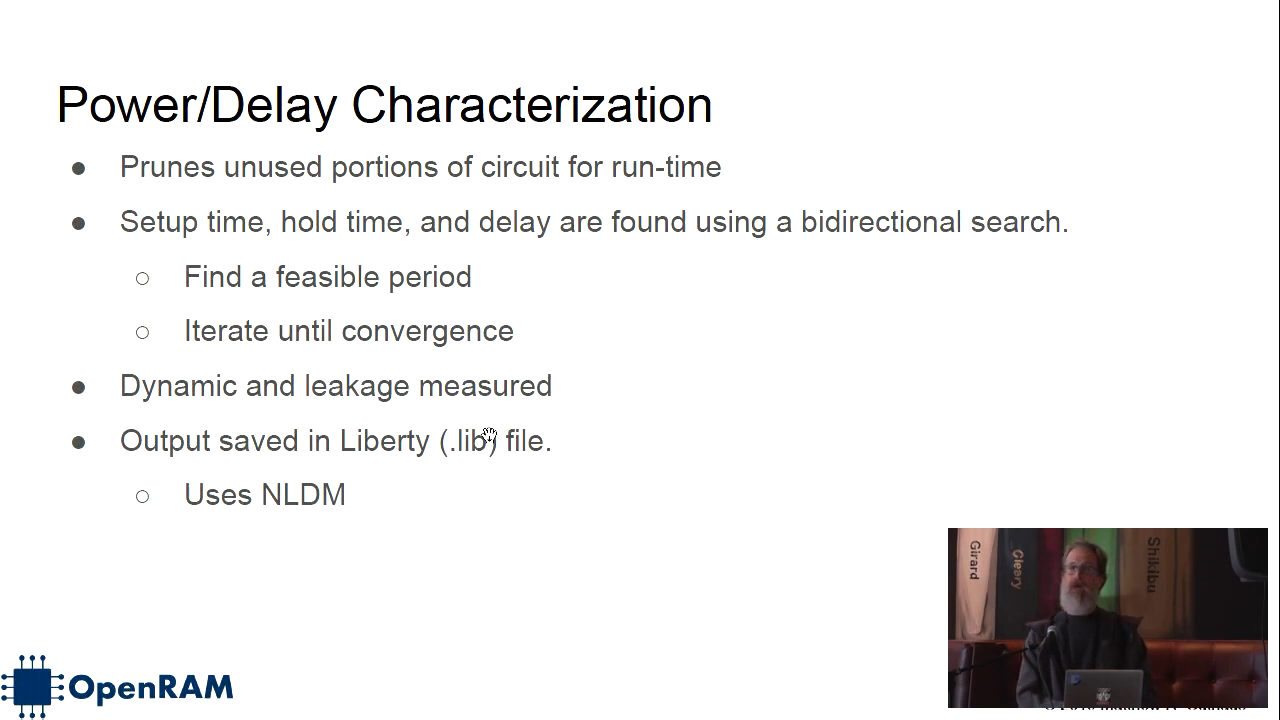 Power/Delay Characterization
● Prunes unused portions of circuit for run-time
● Setup time, hold time, and delay are found using a bidirectional search.
○ Find a feasible period
○ Iterate until convergence
● Dynamic and leakage measured
● Output saved in Liberty (.lib) file.
○ Uses NLDM
Girard
Cleary
Shikibu
OpenRAM